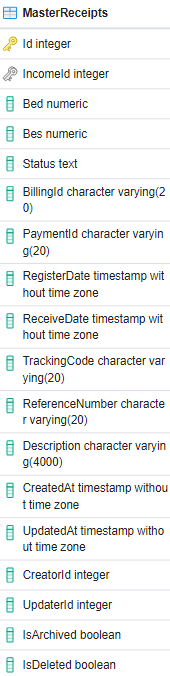 MasterReceipts
Id integer
IncomeId integer
Bed numeric
Bes numeric
Status text
BillingId character varying(2
0)
PaymentId character varyin
g(20)
RegisterDate timestamp wit
hout time zone
ReceiveDate timestamp wit
hout time zone
TrackingCode character var
ying(20)
ReferenceNumber characte
r varying(20)
Description character varyin
g(4000)
CreatedAt timestamp withou
t time zone
UpdatedAt timestamp witho
ut time zone
CreatorId integer
UpdaterId integer
IsArchived boolean
IsDeleted boolean